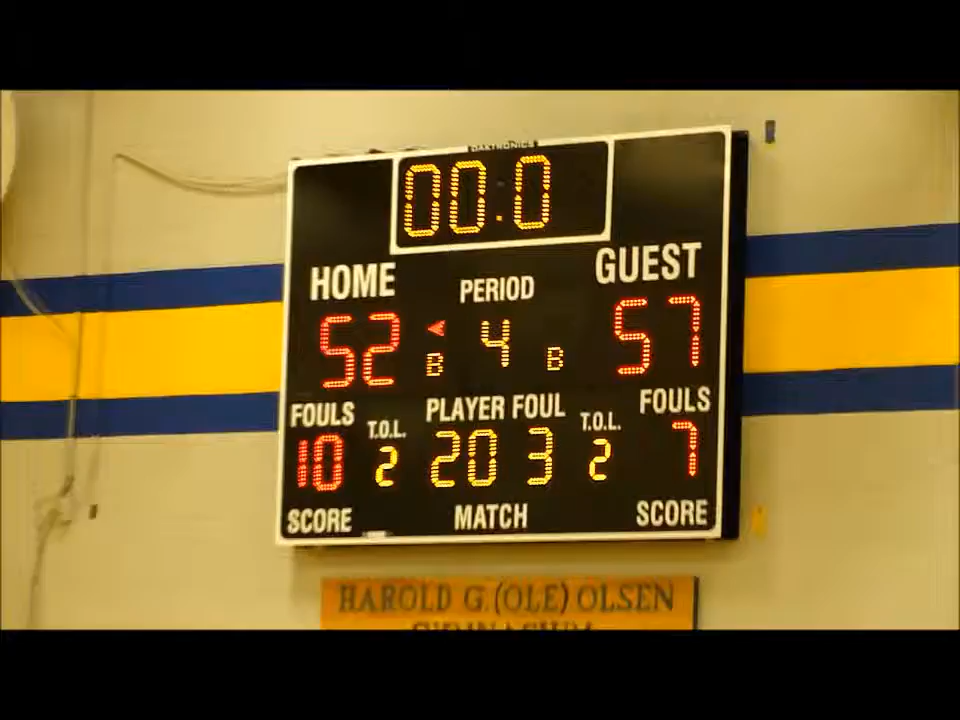 DAKTRONICS
00:0
HOME PERIOD GUEST
52 4 57
B B
FOULS PLAYER FOUL FOULS
T.O.L. T.O.L.
10 2 20 3 2 7
SCORE MATCH SCORE
HAROLD G. (OLE) OLSEN